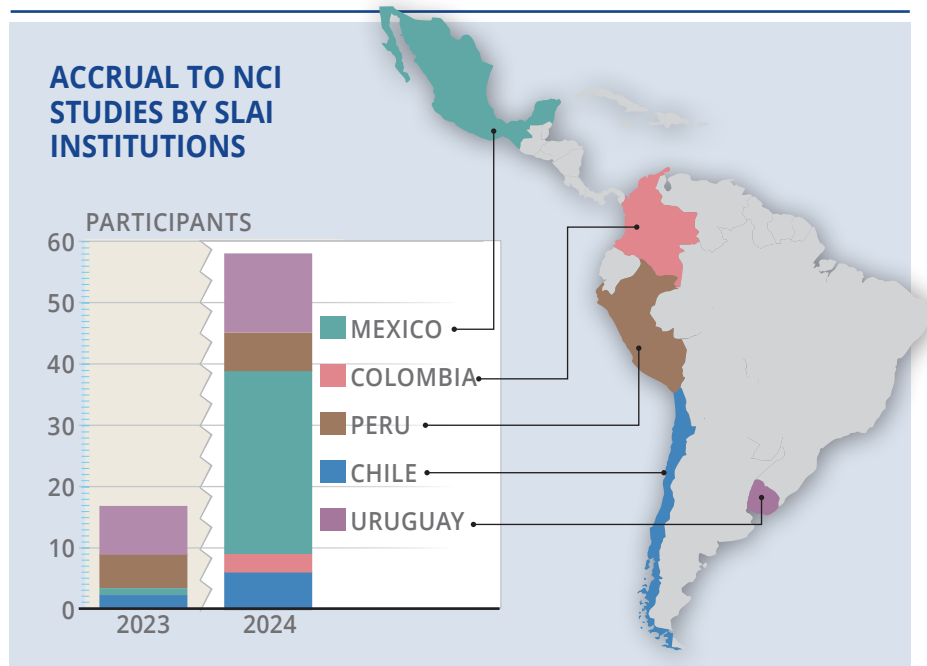 ACCRUAL TO NCI
STUDIES BY SLAI
INSTITUTIONS
PARTICIPANTS
60
50
40
30
20
10
0
2023
2024
MEXICO
COLOMBIA
PERU
CHILE
URUGUAY